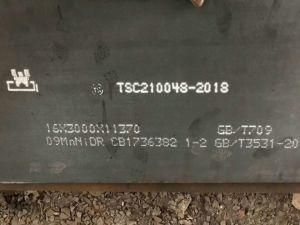 TSC210048-2018
16X3000X11370 GB/T709
09MnNiDR CB1736382 1-2 GB/T3531-20